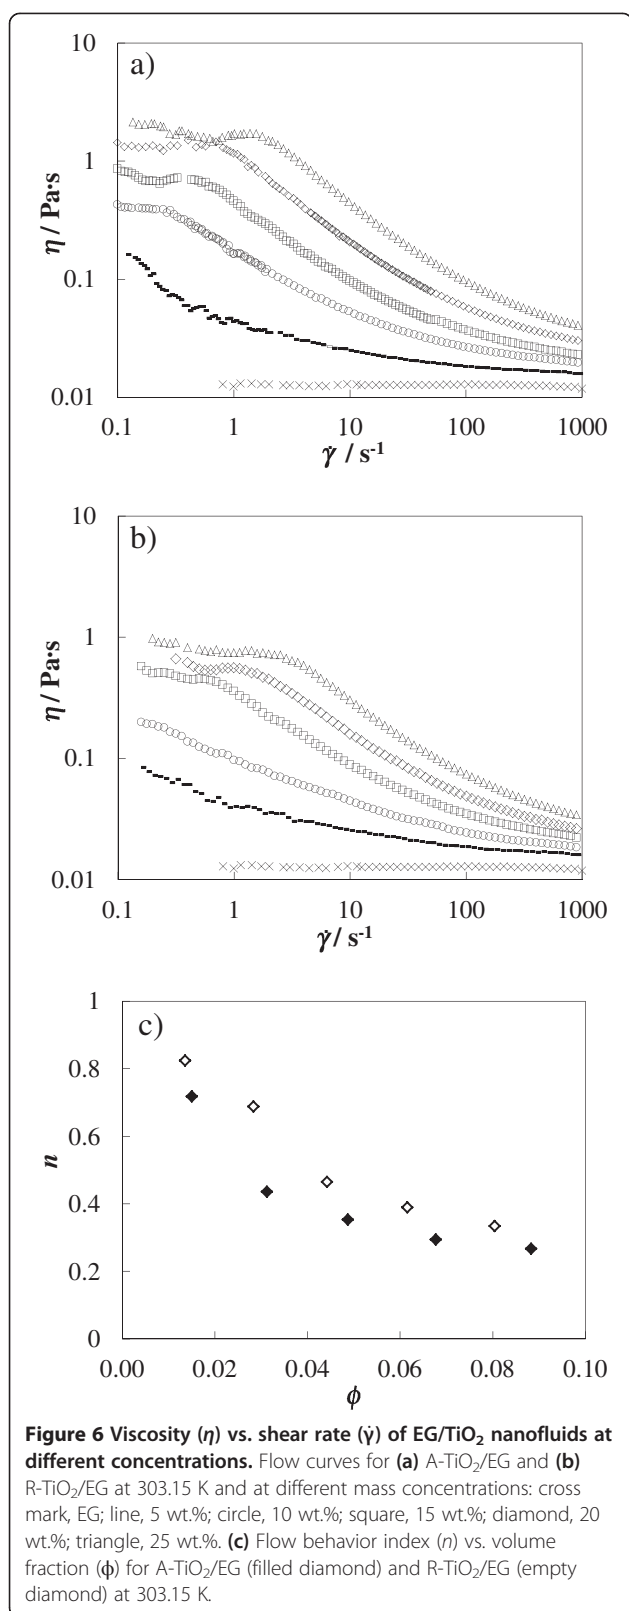 10
a)
1
η / Pa·s
0.1
0.01
0.1 1 10 100 1000
γ̇ / s⁻¹
10
b)
1
η / Pa·s
0.1
0.01
0.1 1 10 100 1000
γ̇ / s⁻¹
1
c)
0.8
0.6
n
0.4
0.2
0
0.00 0.02 0.04 0.06 0.08 0.10
ϕ
Figure 6 Viscosity (η) vs. shear rate (γ̇) of EG/TiO₂ nanofluids at
different concentrations. Flow curves for (a) A-TiO₂/EG and (b)
R-TiO₂/EG at 303.15 K and at different mass concentrations: cross
mark, EG; line, 5 wt.%; circle, 10 wt.%; square, 15 wt.%; diamond, 20
wt.%; triangle, 25 wt.%. (c) Flow behavior index (n) vs. volume
fraction (ϕ) for A-TiO₂/EG (filled diamond) and R-TiO₂/EG (empty
diamond) at 303.15 K.